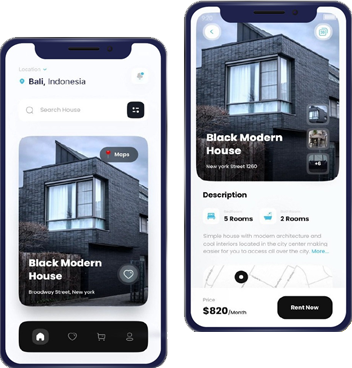 Location
Bali, Indonesia
Search House
Maps
Black Modern
House
Broadway Street, New york
Black Modern
House
New york Street 1260
+6
Description
5 Rooms
2 Rooms
Simple house with modern architecture and
cool interiors located in the city center making
easier for you to access all over the city. More...
Price
$820/Month
Rent Now